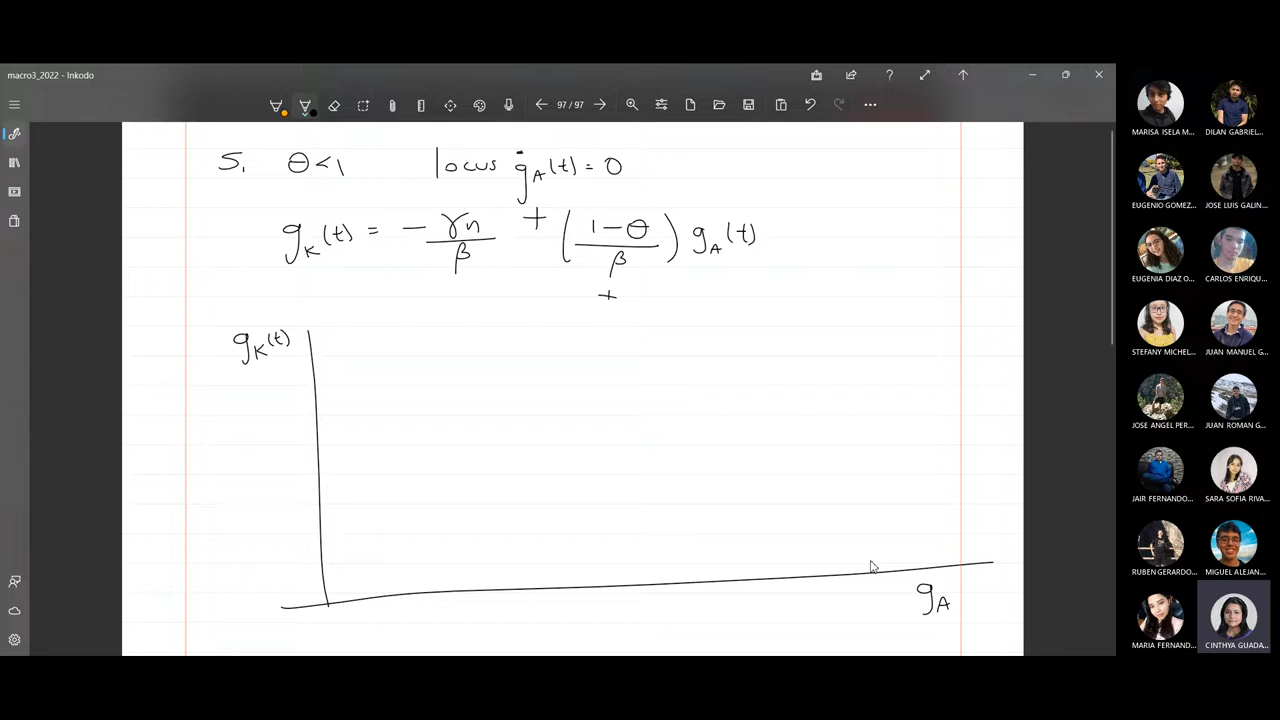 macro3_2022 - Inkodo
97 / 97
Si θ < 1 locus ġ_A(t) = 0
g_K(t) = - γn/β + ( 1-θ / β ) g_A(t)
+
g_K(t)
g_A
MARISA ISELA M...
DILAN GABRIEL...
EUGENIO GOMEZ...
JOSE LUIS GALIN...
EUGENIA DIAZ O...
CARLOS ENRIQU...
STEFANY MICHEL...
JUAN MANUEL G...
JOSE ANGEL PER...
JUAN ROMAN G...
JAIR FERNANDO...
SARA SOFIA RIVA...
RUBEN GERARDO...
MIGUEL ALEJAN...
MARIA FERNAND...
CINTHYA GUADA...